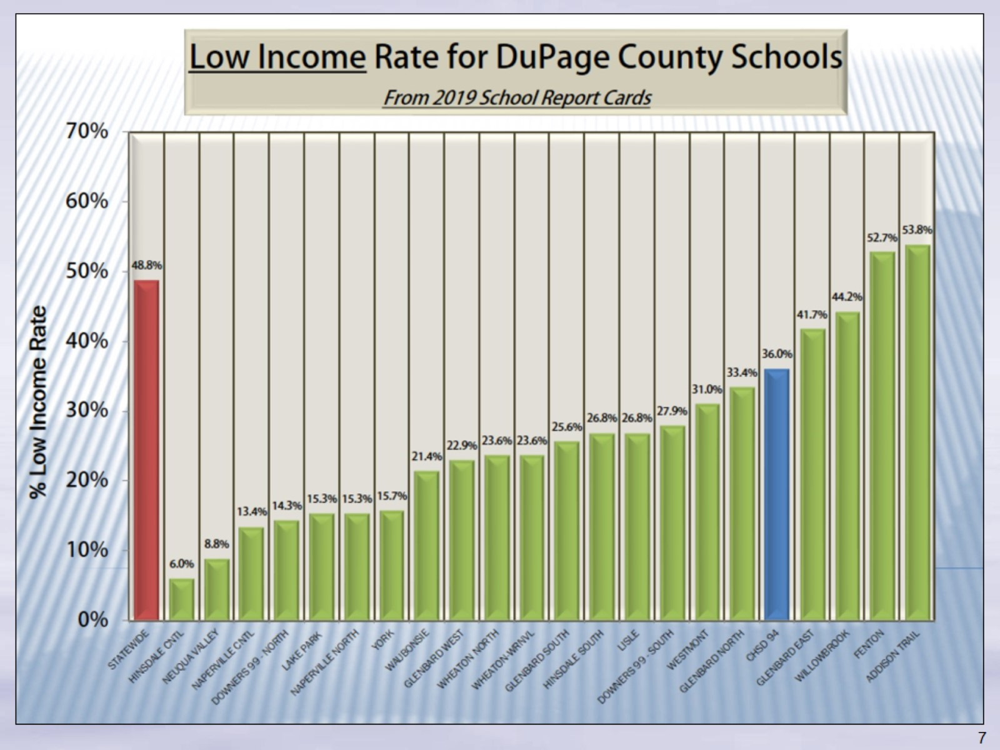 Low Income Rate for DuPage County Schools
From 2019 School Report Cards
% Low Income Rate
70%
60%
50%
40%
30%
20%
10%
0%
48.8%
6.0%
8.8%
13.4%
14.3%
15.3%
15.3%
15.7%
21.4%
22.9%
23.6%
23.6%
25.6%
26.8%
26.8%
27.9%
31.0%
33.4%
36.0%
41.7%
44.2%
52.7%
53.8%
STATEWIDE
HINSDALE CNTL
NEUQUA VALLEY
NAPERVILLE CNTL
DOWNERS 99 - NORTH
LAKE PARK
NAPERVILLE NORTH
YORK
WAUBONSIE
GLENBARD WEST
WHEATON NORTH
WHEATON-WRNVL
GLENBARD SOUTH
HINSDALE SOUTH
LISLE
DOWNERS 99 - SOUTH
WESTMONT
GLENBARD NORTH
CHSD 94
GLENBARD EAST
WILLOWBROOK
FENTON
ADDISON TRAIL
7